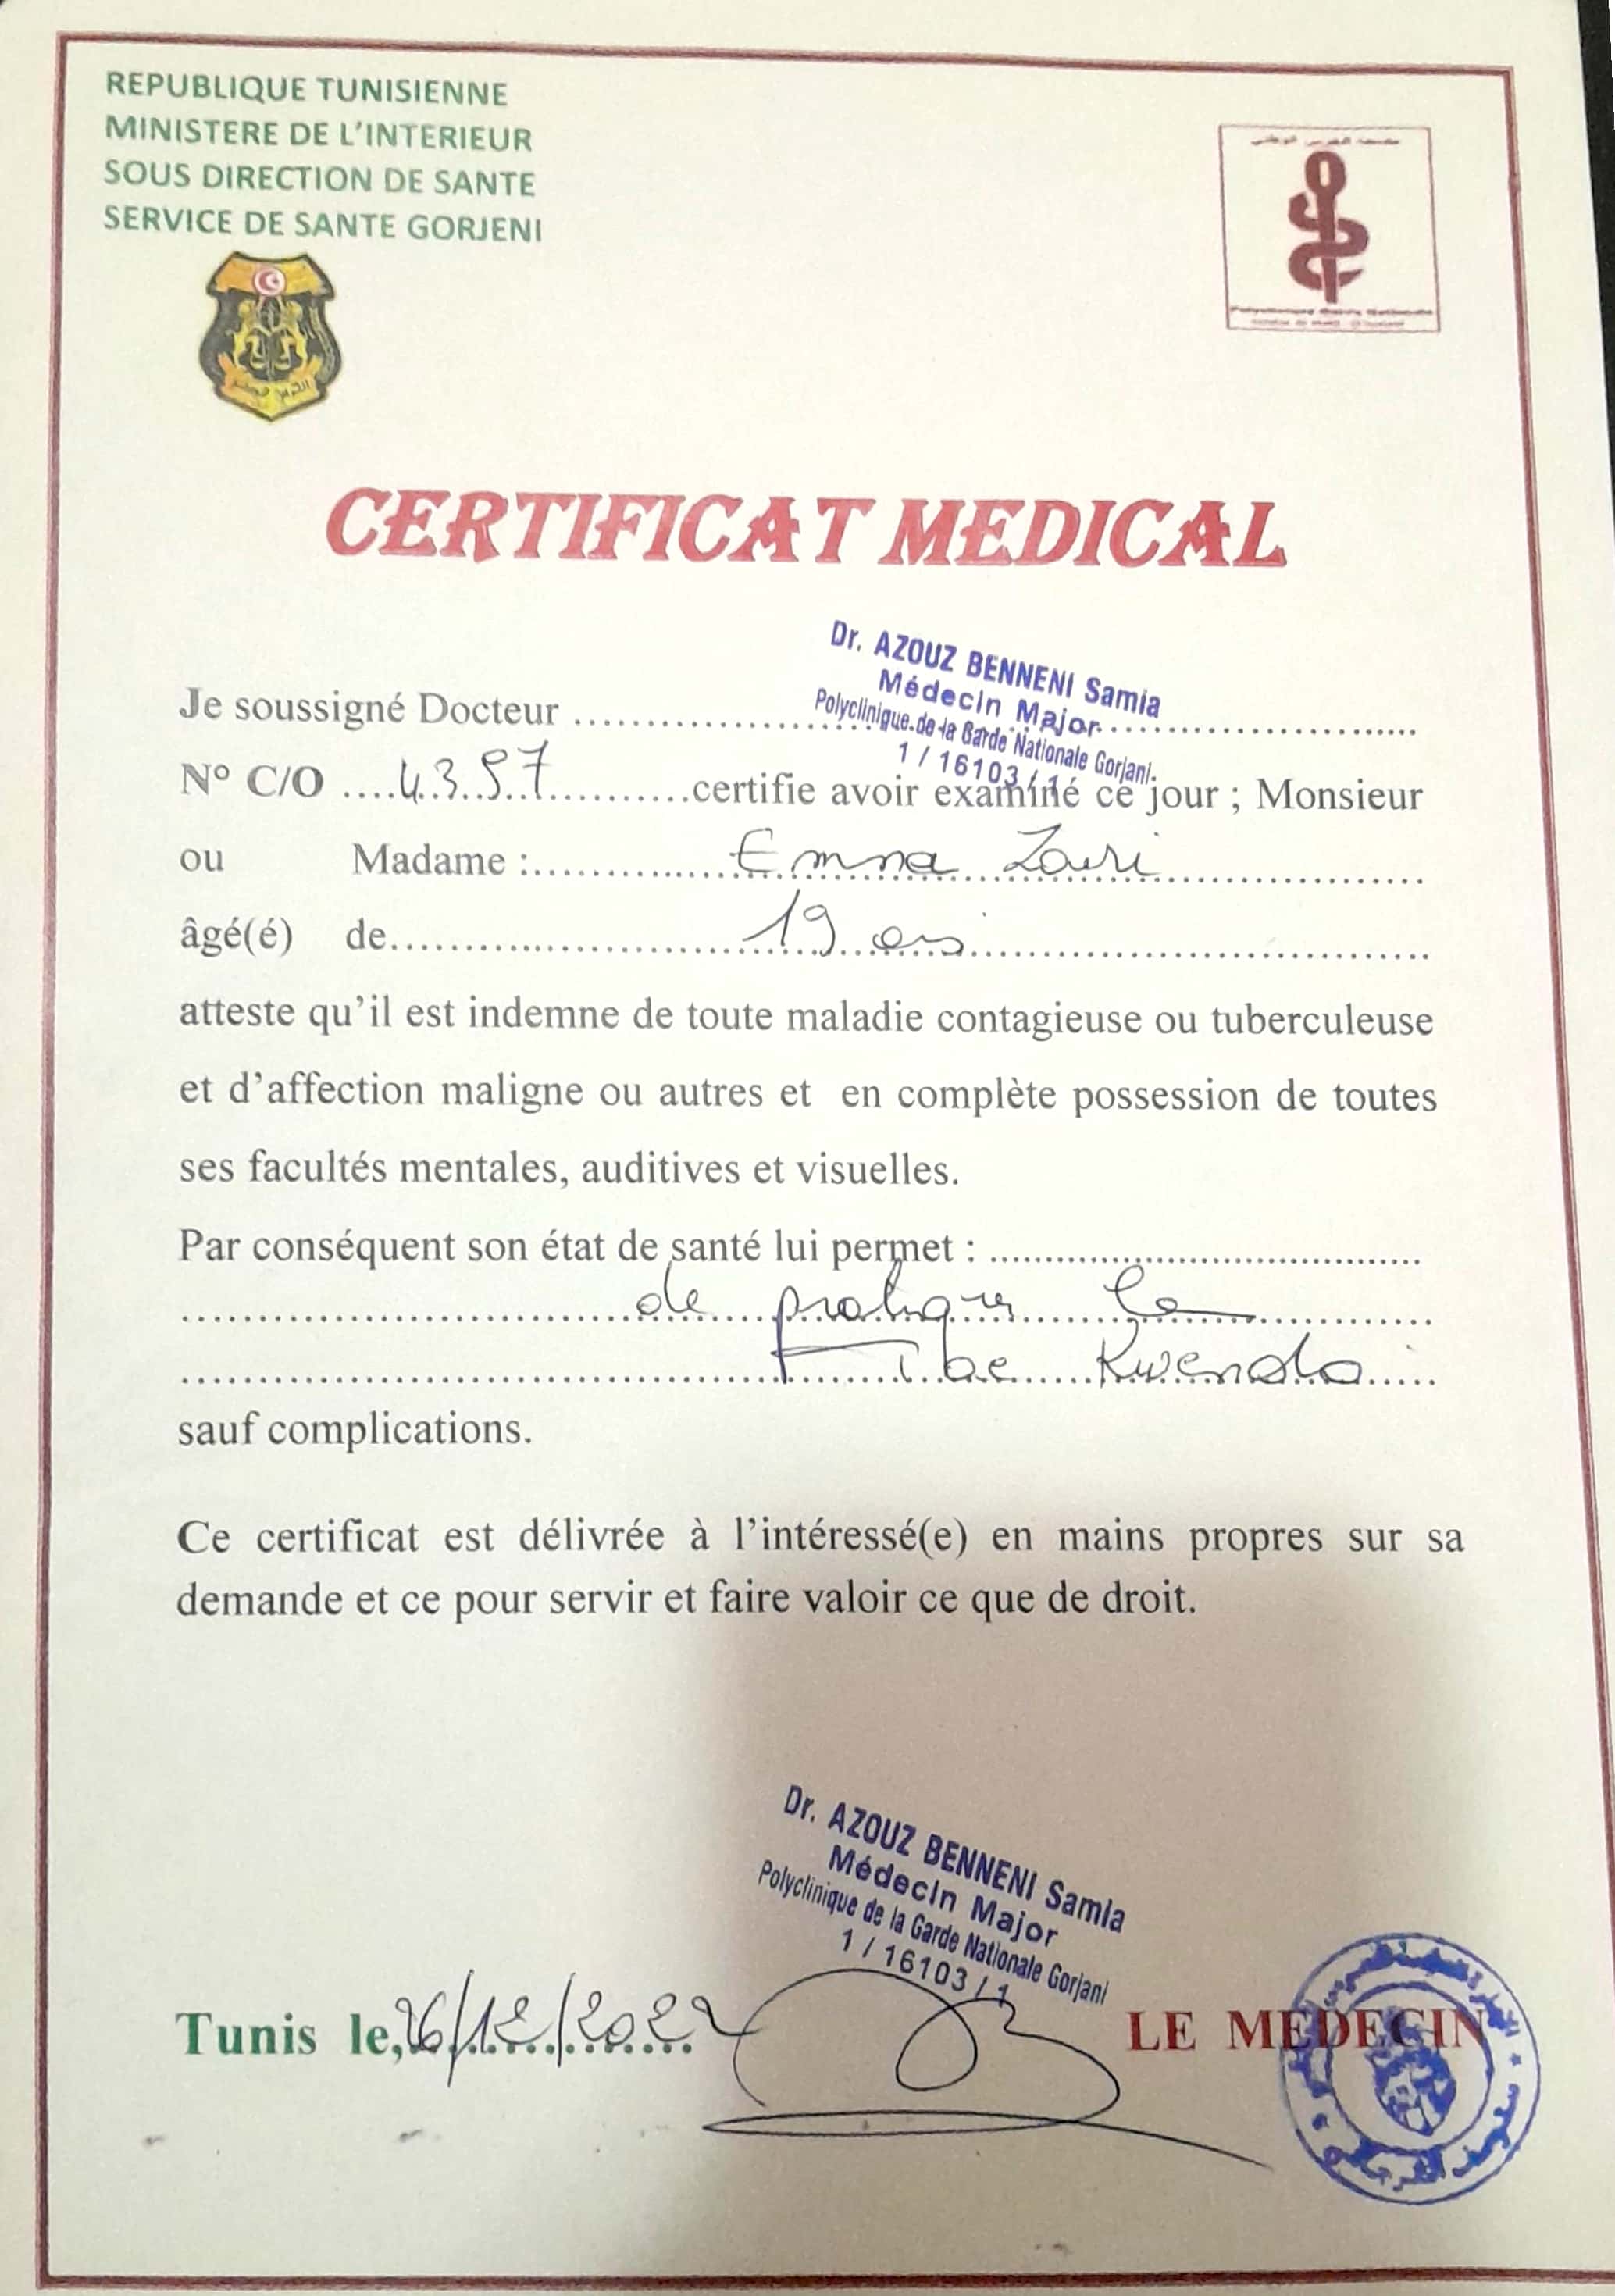 REPUBLIQUE TUNISIENNE
MINISTERE DE L'INTERIEUR
SOUS DIRECTION DE SANTE
SERVICE DE SANTE GORJENI
CERTIFICAT MEDICAL
Dr. AZOUZ BENNENI Samia
Médecin Major
Polyclinique de la Garde Nationale Gorjani
1 / 16103 / 1
Je soussigné Docteur
N° C/O 4397 certifie avoir examiné ce jour ; Monsieur
ou Madame : Emna Zouri
âgé(é) de 19 ans
atteste qu'il est indemne de toute maladie contagieuse ou tuberculeuse
et d'affection maligne ou autres et en complète possession de toutes
ses facultés mentales, auditives et visuelles.
Par conséquent son état de santé lui permet :
de pratiquer le
Tae Kwendo
sauf complications.
Ce certificat est délivrée à l'intéressé(e) en mains propres sur sa
demande et ce pour servir et faire valoir ce que de droit.
Dr. AZOUZ BENNENI Samia
Médecin Major
Polyclinique de la Garde Nationale Gorjani
1 / 16103 / 1
Tunis le, 26/12/2022 LE MEDECIN